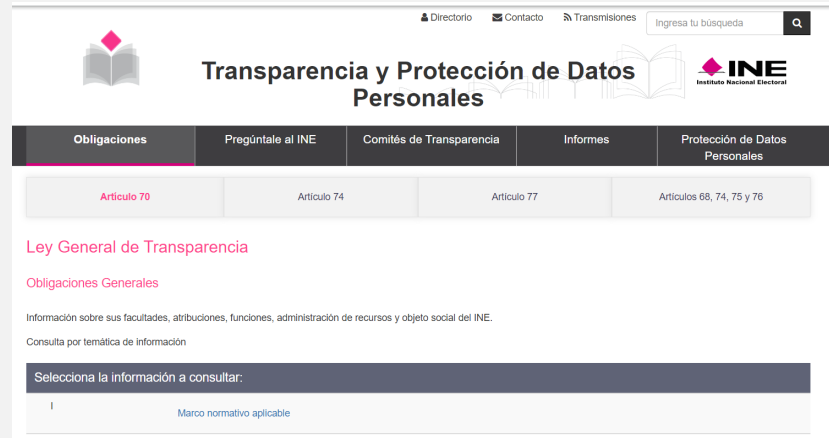 Directorio Contacto Transmisiones Ingresa tu búsqueda
Transparencia y Protección de Datos
Personales
INE
Instituto Nacional Electoral
Obligaciones Pregúntale al INE Comités de Transparencia Informes Protección de Datos
Personales
Artículo 70 Artículo 74 Artículo 77 Artículos 68, 74, 75 y 76
Ley General de Transparencia
Obligaciones Generales
Información sobre sus facultades, atribuciones, funciones, administración de recursos y objeto social del INE.
Consulta por temática de información
Selecciona la información a consultar:
I
Marco normativo aplicable